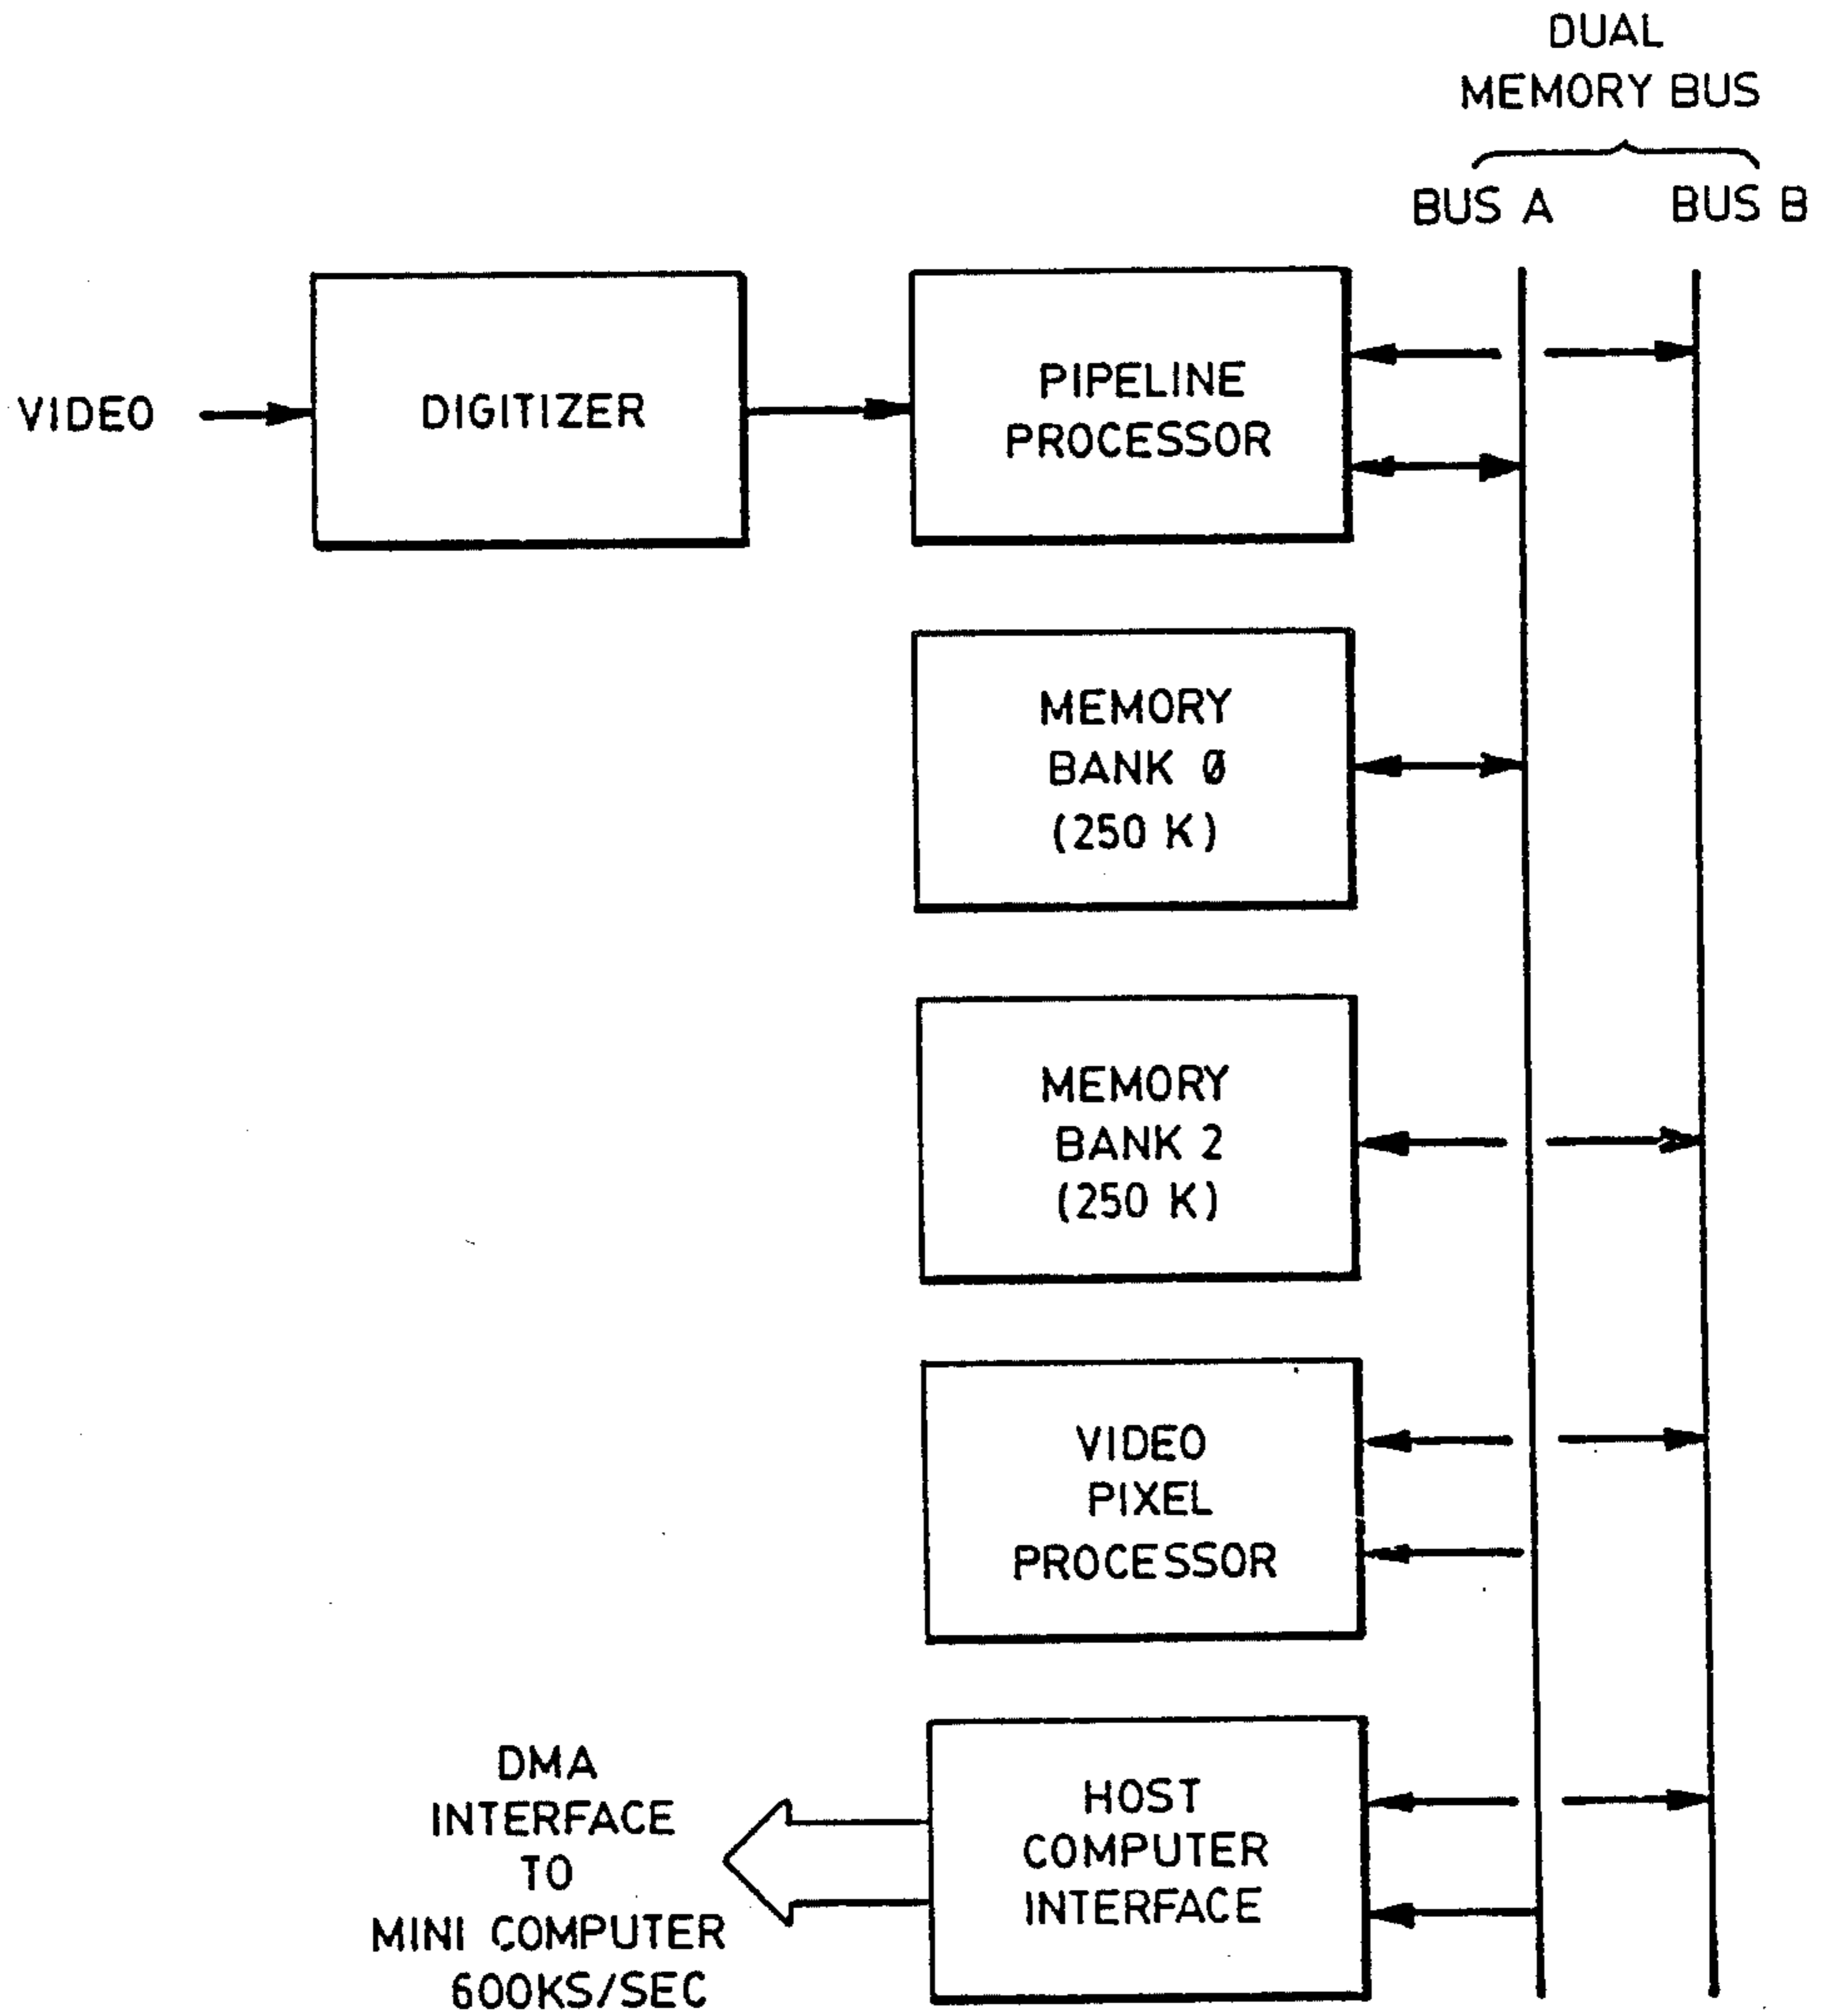 DUAL
MEMORY BUS
BUS A
BUS B
VIDEO
DIGITIZER
PIPELINE
PROCESSOR
MEMORY
BANK 0
(250 K)
MEMORY
BANK 2
(250 K)
VIDEO
PIXEL
PROCESSOR
DMA
INTERFACE
TO
MINI COMPUTER
600KS/SEC
HOST
COMPUTER
INTERFACE